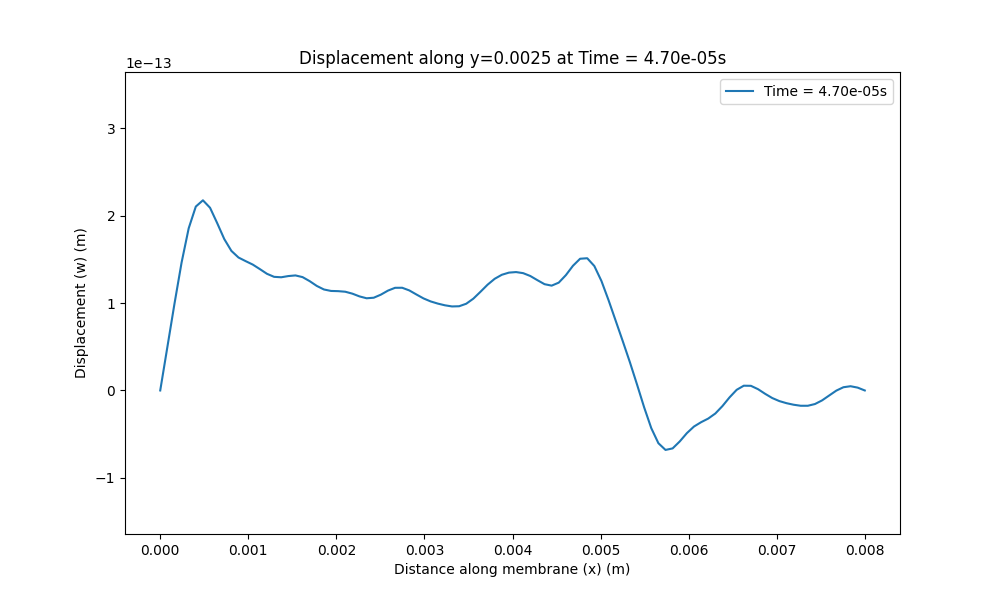 Displacement along y=0.0025 at Time = 4.70e-05s
1e−13
Time = 4.70e-05s
3
2
1
0
−1
Displacement (w) (m)
0.000 0.001 0.002 0.003 0.004 0.005 0.006 0.007 0.008
Distance along membrane (x) (m)